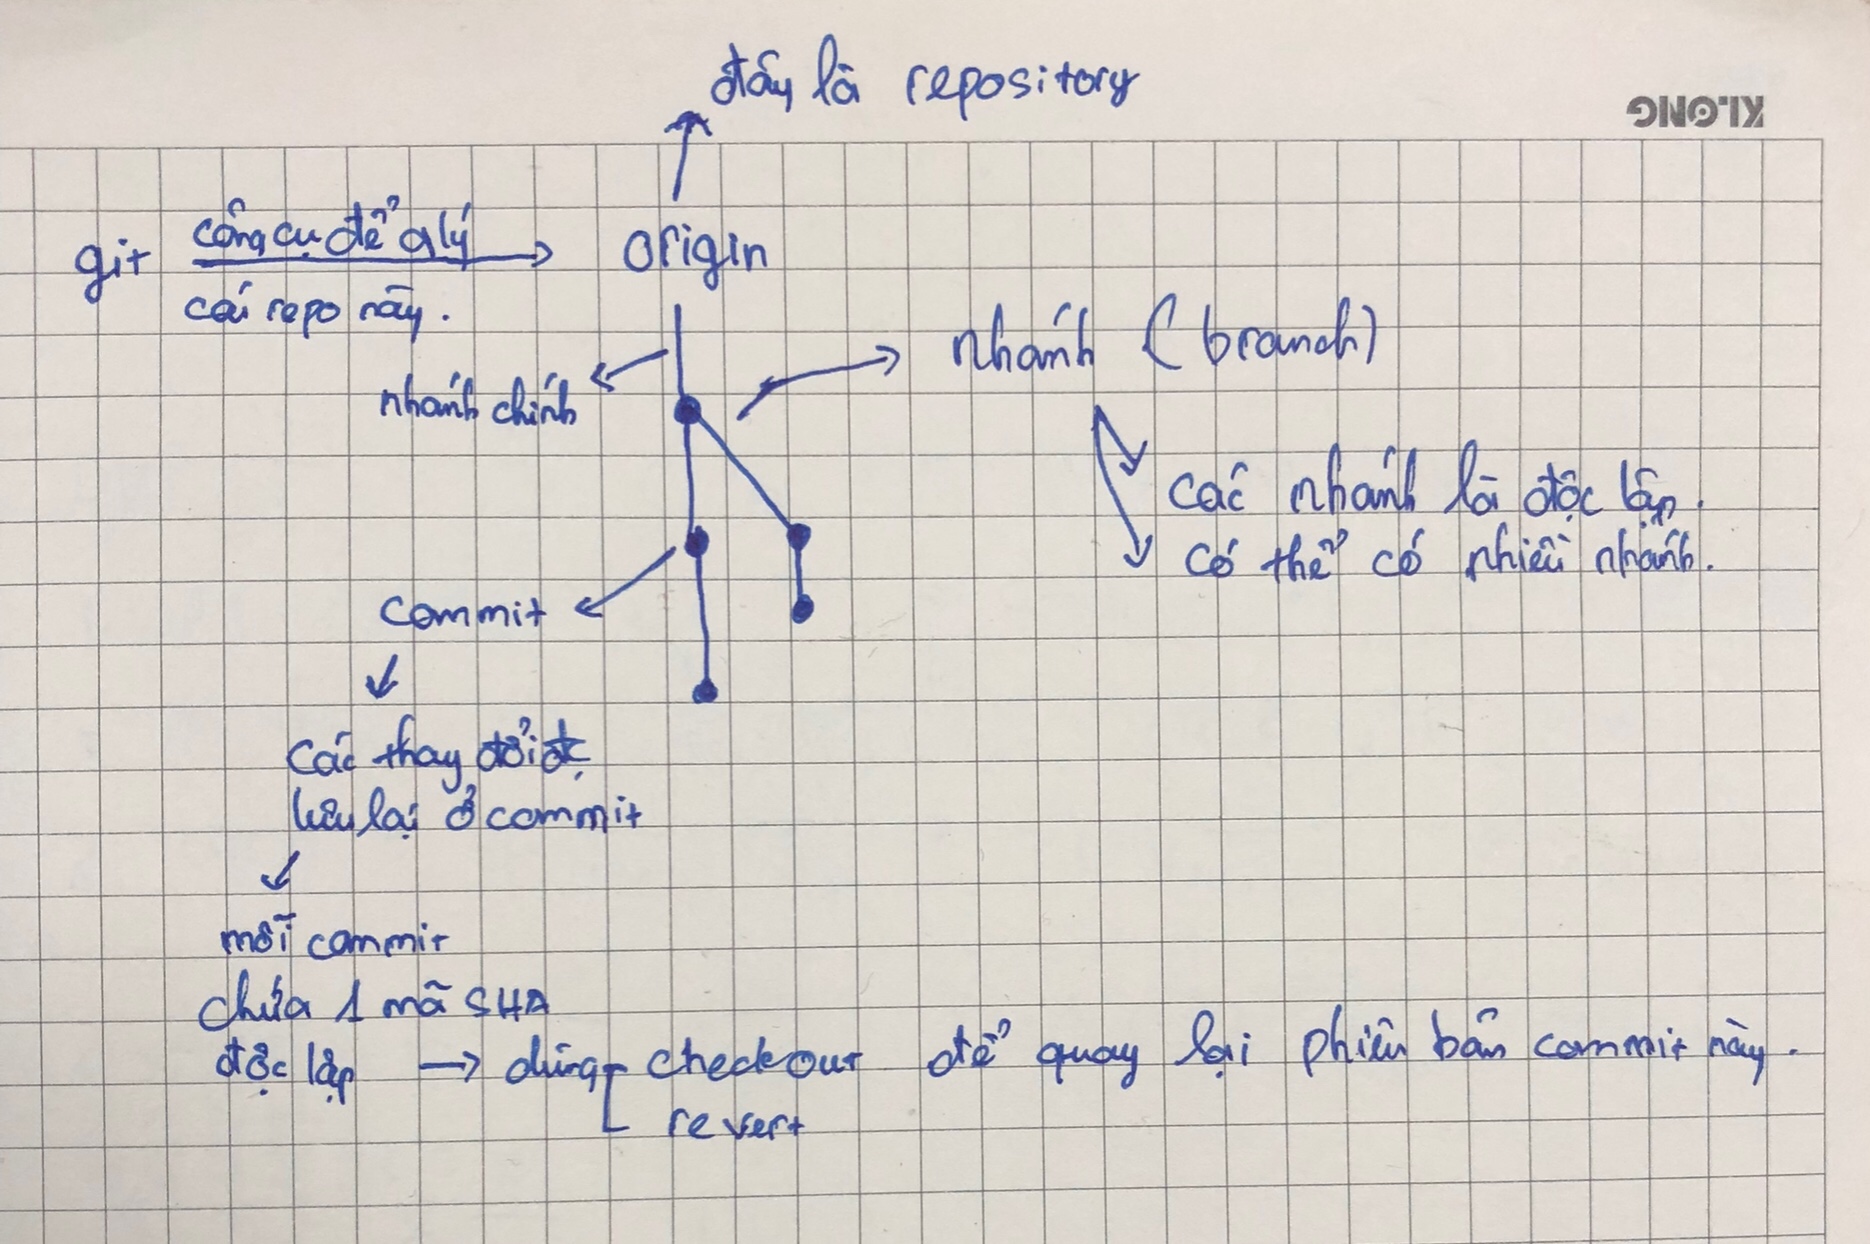 đây là repository
KLONG
git công cụ để qlý origin
cái repo này.
nhánh (branch)
nhánh chính
các nhánh là độc lập.
có thể có nhiều nhánh.
commit
Các thay đổi đc
lưu lại ở commit
mỗi commit
chứa 1 mã SHA
độc lập → dùng checkout để quay lại phiên bản commit này.
revert